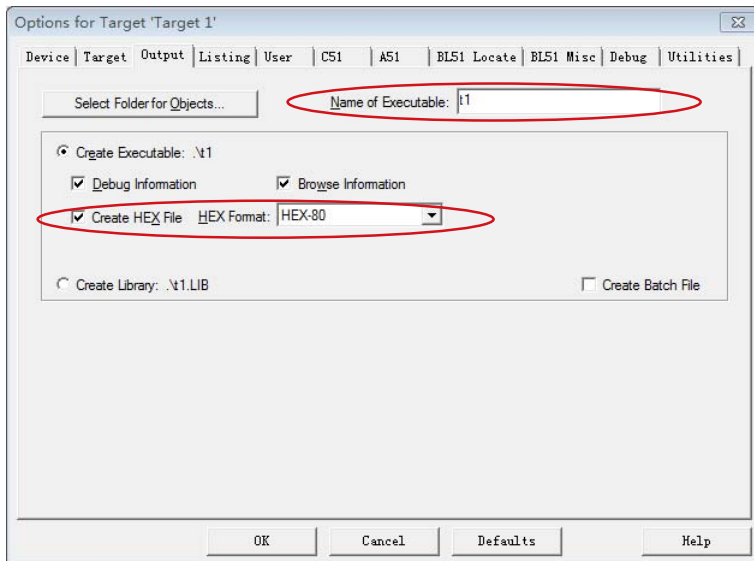 Options for Target 'Target 1'
Device Target Output Listing User C51 A51 BL51 Locate BL51 Misc Debug Utilities
Select Folder for Objects... Name of Executable: t1
Create Executable: .\t1
Debug Information Browse Information
Create HEX File HEX Format: HEX-80
Create Library: .\t1.LIB Create Batch File
OK Cancel Defaults Help